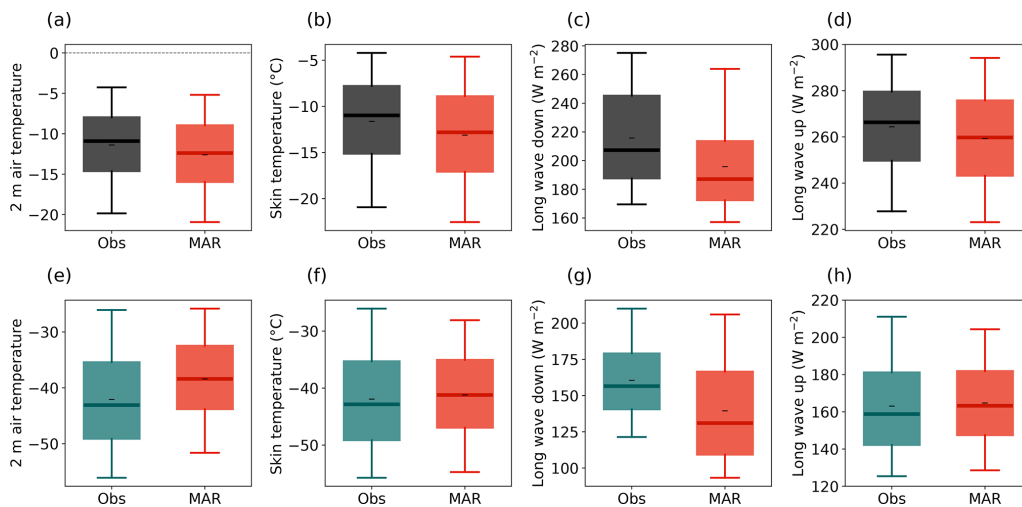 (a)
(b)
(c)
(d)
2 m air temperature
0
−5
−10
−15
−20
Obs
MAR
Skin temperature (°C)
−5
−10
−15
−20
Obs
MAR
Long wave down (W m⁻²)
280
260
240
220
200
180
160
Obs
MAR
Long wave up (W m⁻²)
300
280
260
240
220
Obs
MAR
(e)
(f)
(g)
(h)
2 m air temperature
−30
−40
−50
Obs
MAR
Skin temperature (°C)
−30
−40
−50
Obs
MAR
Long wave down (W m⁻²)
200
175
150
125
100
Obs
MAR
Long wave up (W m⁻²)
220
200
180
160
140
120
Obs
MAR